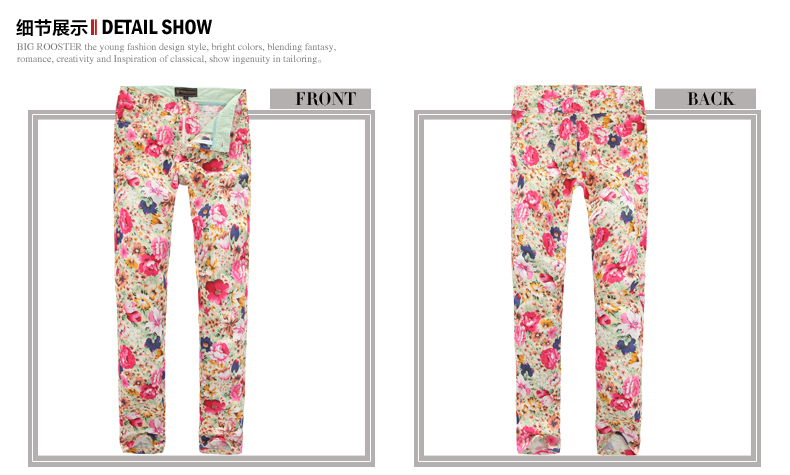 细节展示 DETAIL SHOW
BIG ROOSTER the young fashion design style, bright colors, blending fantasy,
romance, creativity and Inspiration of classical, show ingenuity in tailoring。
FRONT
BACK